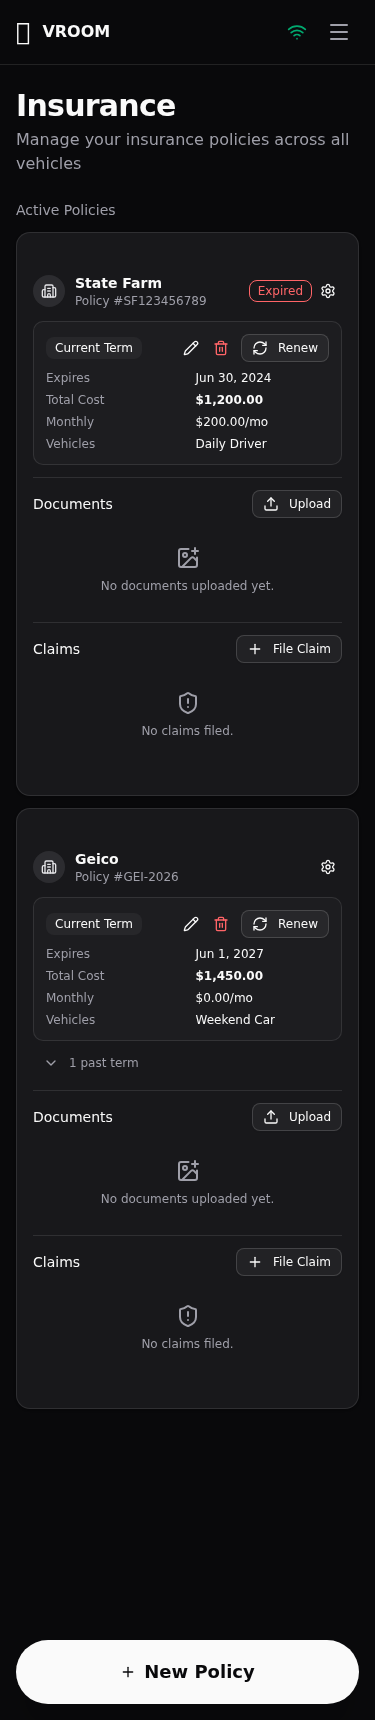 VROOM
Insurance
Manage your insurance policies across all
vehicles
Active Policies
State Farm
Policy #SF123456789
Expired
Current Term
Renew
Expires Jun 30, 2024
Total Cost $1,200.00
Monthly $200.00/mo
Vehicles Daily Driver
Documents
Upload
No documents uploaded yet.
Claims
File Claim
No claims filed.
Geico
Policy #GEI-2026
Current Term
Renew
Expires Jun 1, 2027
Total Cost $1,450.00
Monthly $0.00/mo
Vehicles Weekend Car
1 past term
Documents
Upload
No documents uploaded yet.
Claims
File Claim
No claims filed.
+ New Policy